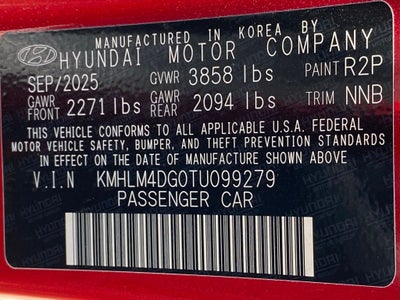 MANUFACTURED IN KOREA BY
HYUNDAI MOTOR COMPANY
SEP/2025 GVWR 3858 lbs PAINT R2P
GAWR FRONT 2271 lbs GAWR REAR 2094 lbs TRIM NNB
THIS VEHICLE CONFORMS TO ALL APPLICABLE U.S.A. FEDERAL
MOTOR VEHICLE SAFETY, BUMPER, AND THEFT PREVENTION STANDARDS
IN EFFECT ON THE DATE OF MANUFACTURE SHOWN ABOVE.
V.I.N KMHLM4DG0TU099279
PASSENGER CAR